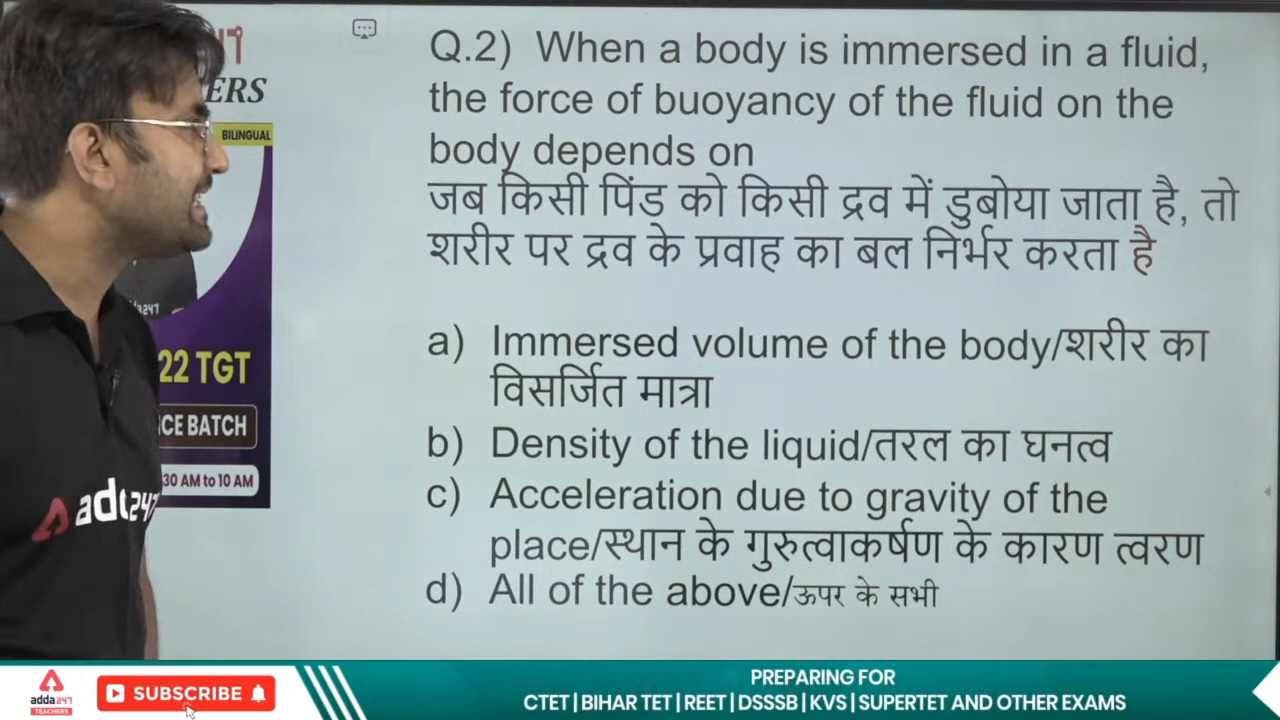 ERS
BILINGUAL
Q.2) When a body is immersed in a fluid,
the force of buoyancy of the fluid on the
body depends on
जब किसी पिंड को किसी द्रव में डुबोया जाता है, तो
शरीर पर द्रव के प्रवाह का बल निर्भर करता है
a) Immersed volume of the body/शरीर का
विसर्जित मात्रा
b) Density of the liquid/तरल का घनत्व
c) Acceleration due to gravity of the
place/स्थान के गुरुत्वाकर्षण के कारण त्वरण
d) All of the above/ऊपर के सभी
22 TGT
CE BATCH
30 AM to 10 AM
adda247
adda247
TEACHERS
SUBSCRIBE
PREPARING FOR
CTET | BIHAR TET | REET | DSSSB | KVS | SUPERTET AND OTHER EXAMS